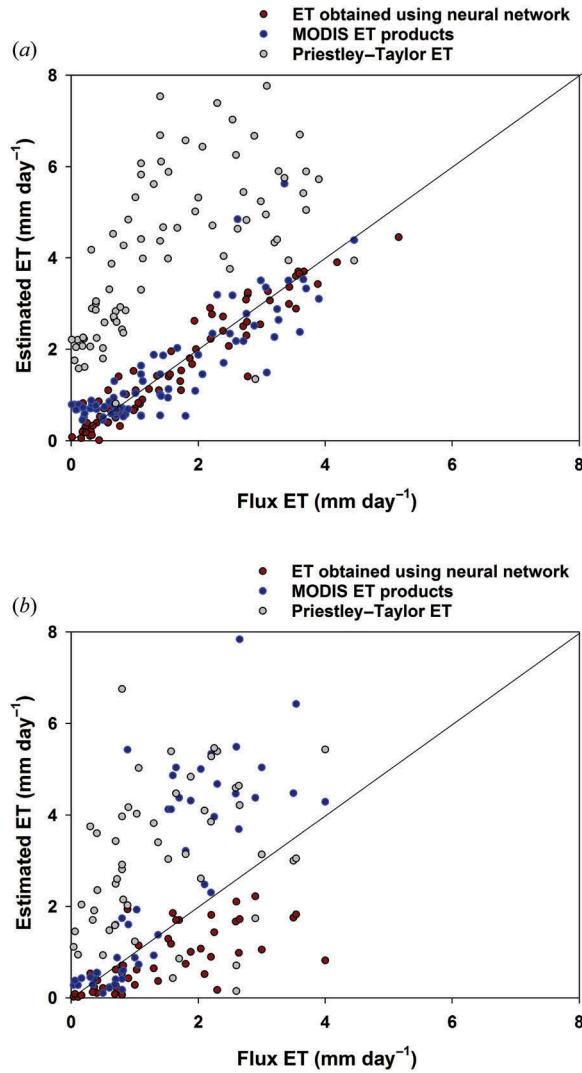 ET obtained using neural network
MODIS ET products
Priestley–Taylor ET
(a)
8
6
4
2
0
Estimated ET (mm day⁻¹)
0 2 4 6 8
Flux ET (mm day⁻¹)
ET obtained using neural network
MODIS ET products
Priestley–Taylor ET
(b)
8
6
4
2
0
Estimated ET (mm day⁻¹)
0 2 4 6 8
Flux ET (mm day⁻¹)